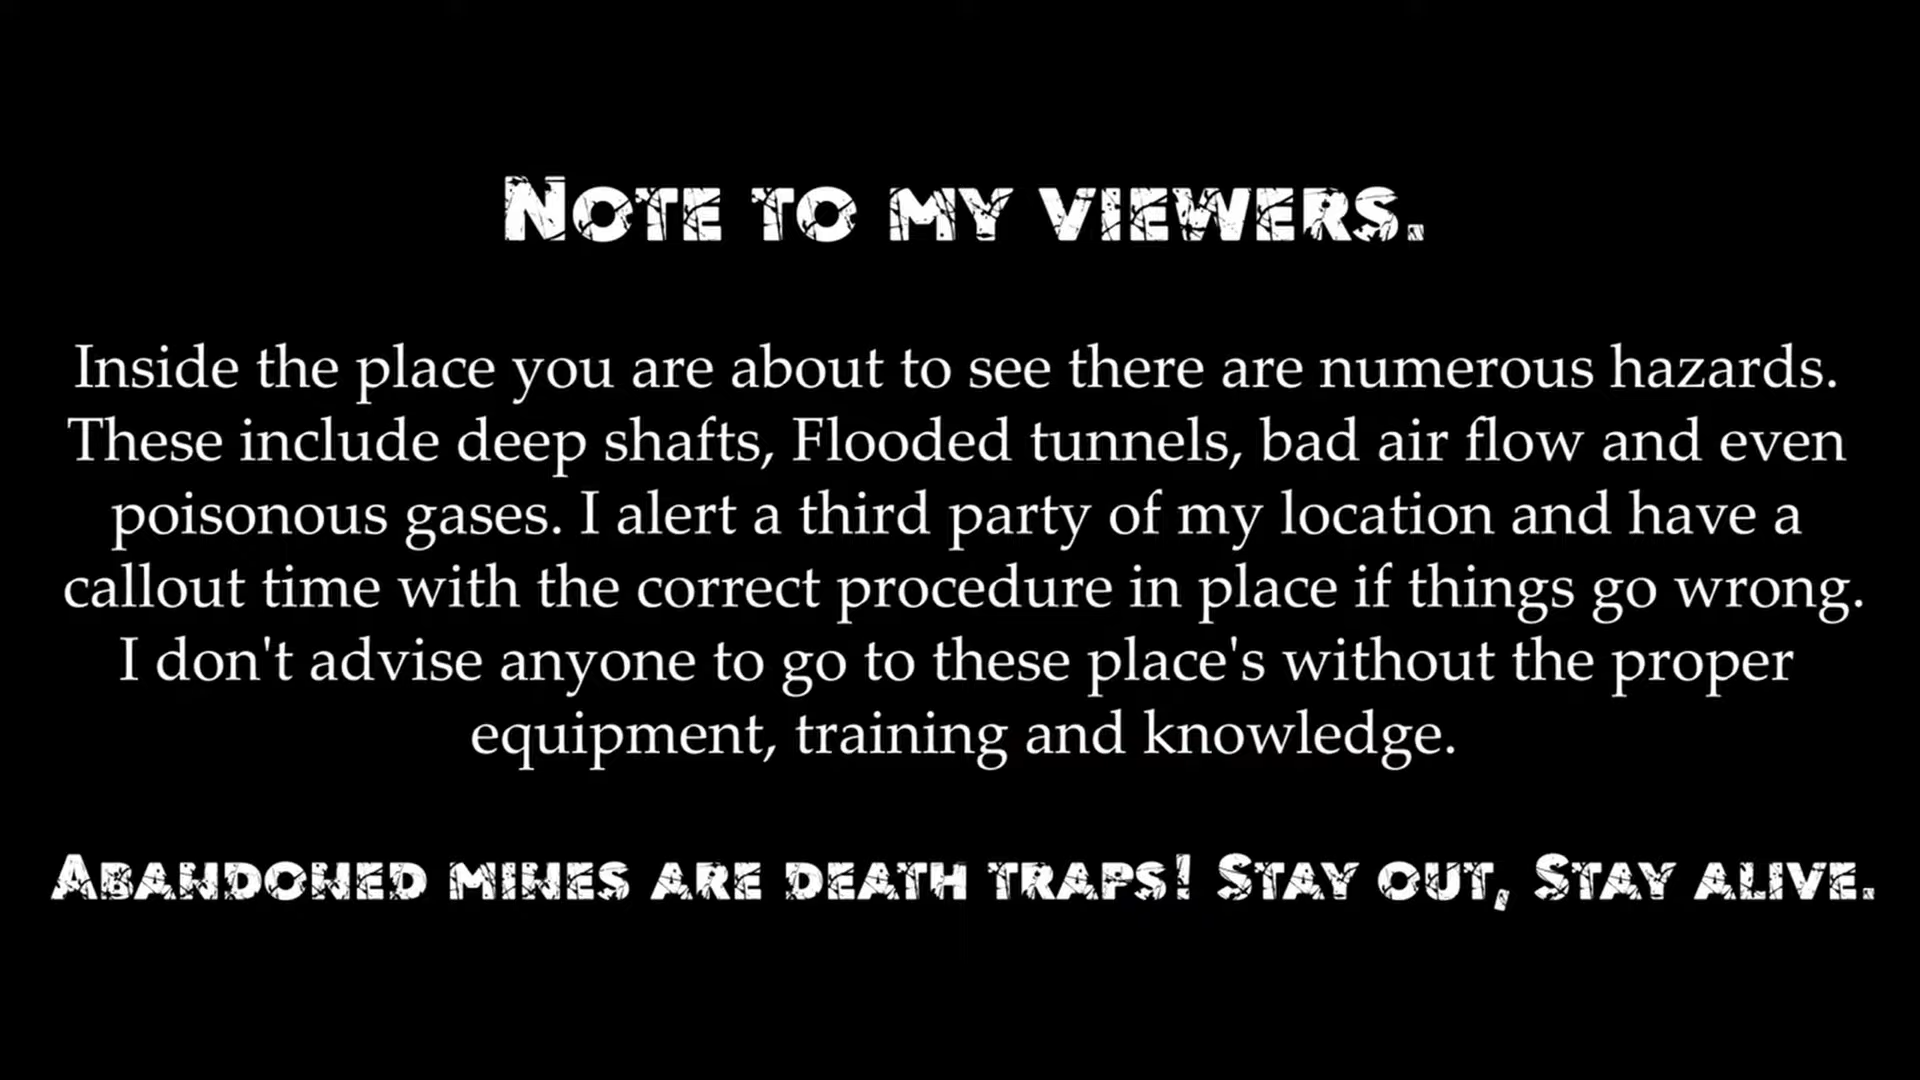 Note to my viewers.
Inside the place you are about to see there are numerous hazards.
These include deep shafts, Flooded tunnels, bad air flow and even
poisonous gases. I alert a third party of my location and have a
callout time with the correct procedure in place if things go wrong.
I don't advise anyone to go to these place's without the proper
equipment, training and knowledge.
Abandoned mines are death traps! Stay out, Stay alive.